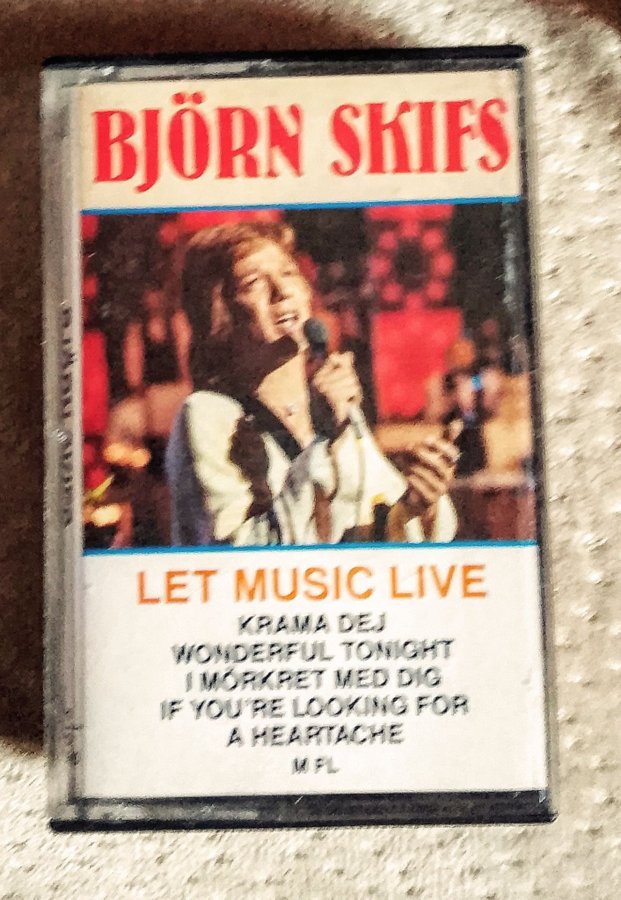 BJÖRN SKIFS
LET MUSIC LIVE
KRAMA DEJ
WONDERFUL TONIGHT
I MÖRKRET MED DIG
IF YOU'RE LOOKING FOR
A HEARTACHE
M FL